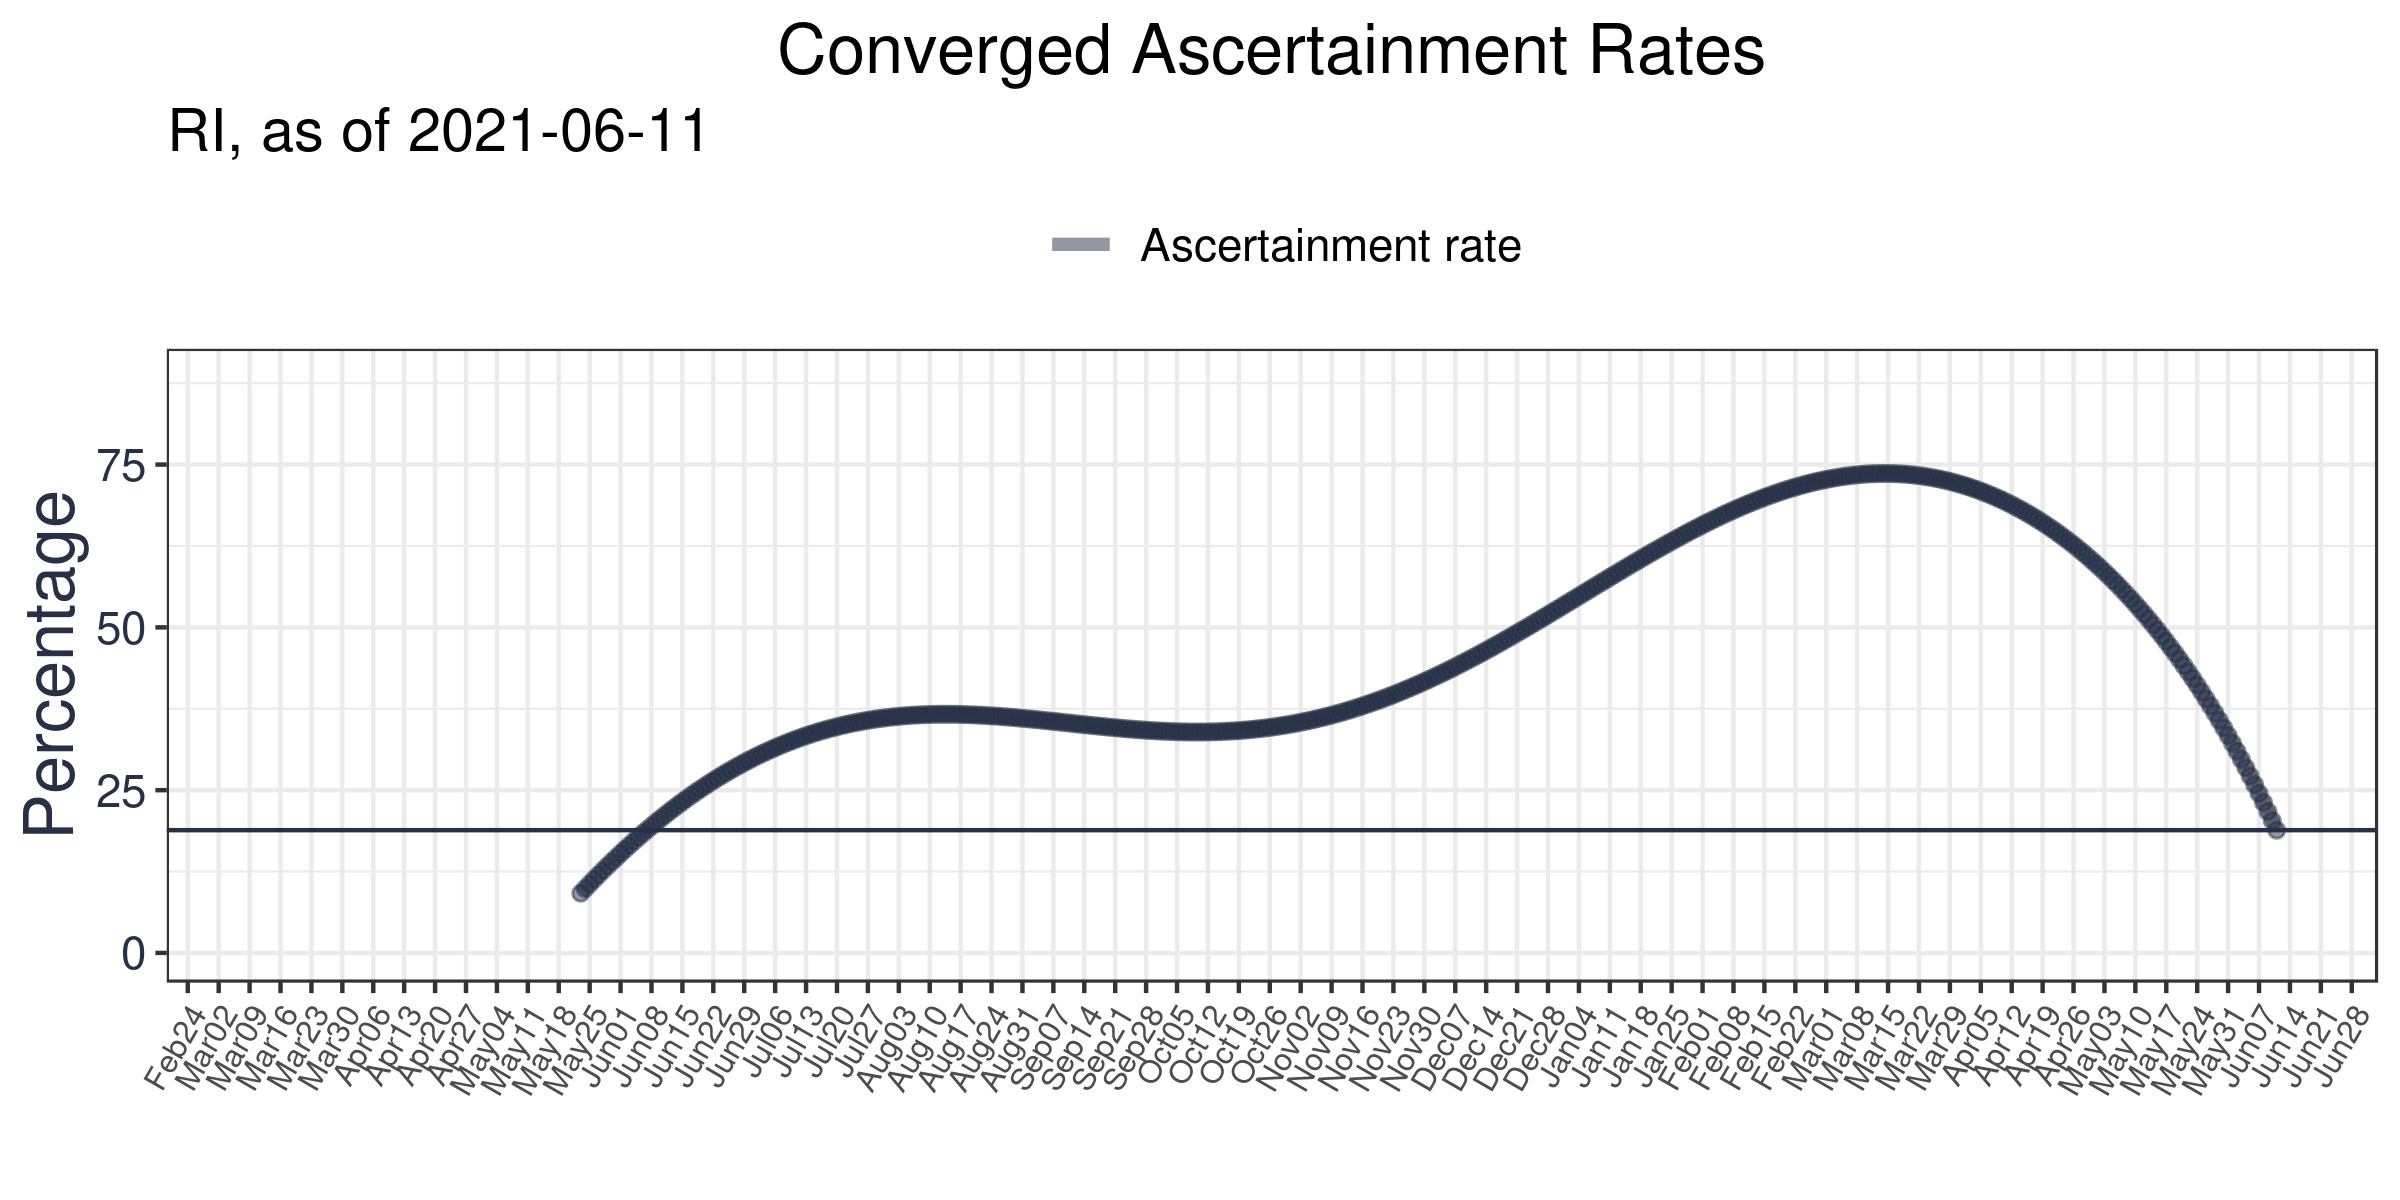 Converged Ascertainment Rates
RI, as of 2021-06-11
Ascertainment rate
Percentage
75
50
25
0
Feb24
Mar02
Mar09
Mar16
Mar23
Mar30
Apr06
Apr13
Apr20
Apr27
May04
May11
May18
May25
Jun01
Jun08
Jun15
Jun22
Jun29
Jul06
Jul13
Jul20
Jul27
Aug03
Aug10
Aug17
Aug24
Aug31
Sep07
Sep14
Sep21
Sep28
Oct05
Oct12
Oct19
Oct26
Nov02
Nov09
Nov16
Nov23
Nov30
Dec07
Dec14
Dec21
Dec28
Jan04
Jan11
Jan18
Jan25
Feb01
Feb08
Feb15
Feb22
Mar01
Mar08
Mar15
Mar22
Mar29
Apr05
Apr12
Apr19
Apr26
May03
May10
May17
May24
May31
Jun07
Jun14
Jun21
Jun28